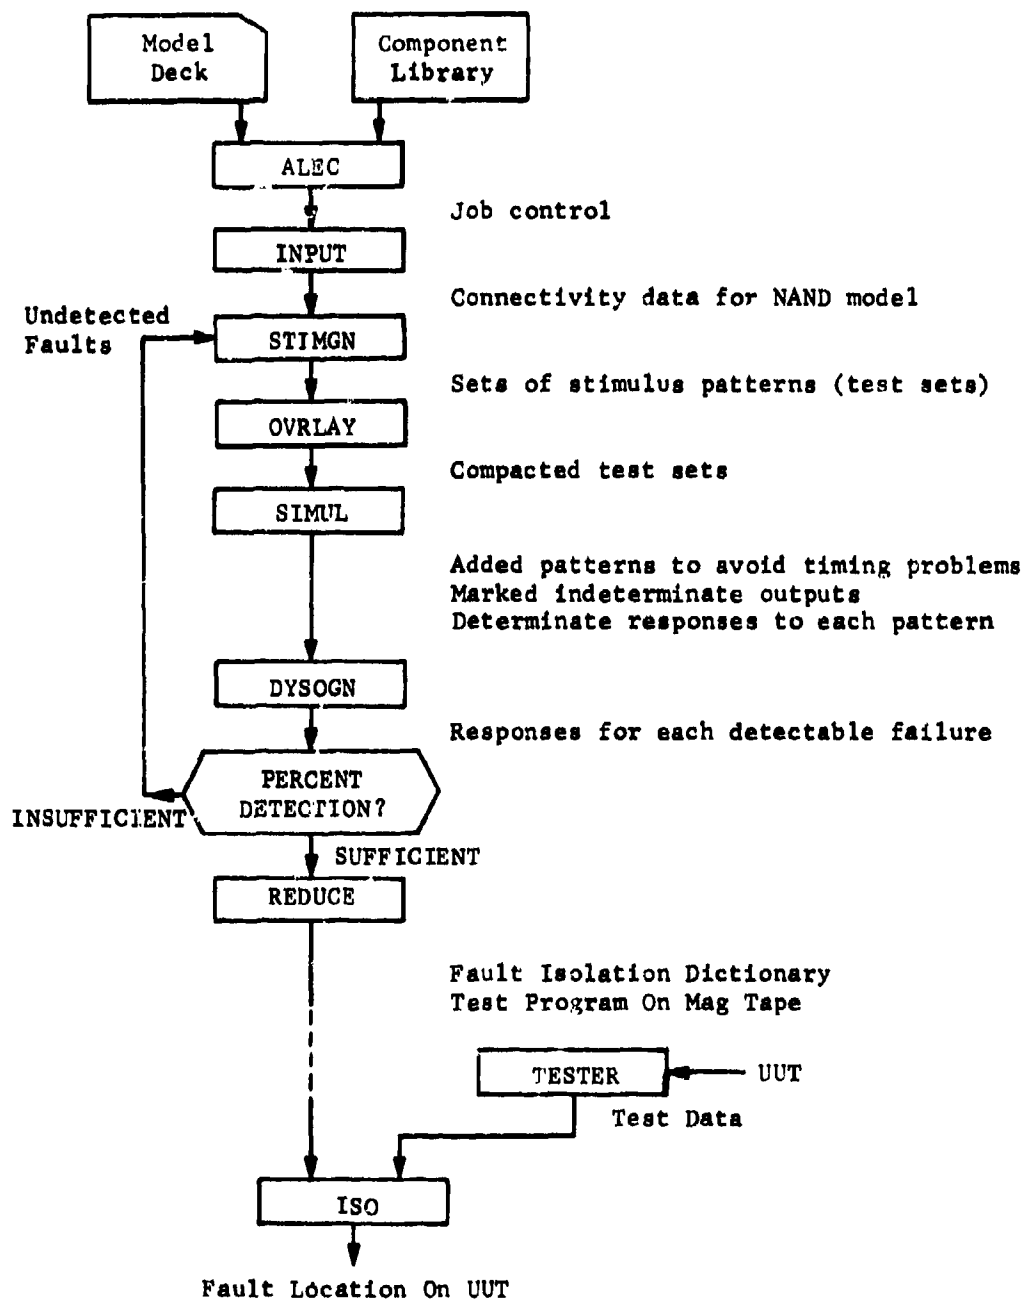 Model
Deck
Component
Library
ALEC
Job control
INPUT
Connectivity data for NAND model
Undetected
Faults
STIMGN
Sets of stimulus patterns (test sets)
OVRLAY
Compacted test sets
SIMUL
Added patterns to avoid timing problems
Marked indeterminate outputs
Determinate responses to each pattern
DYSOGN
Responses for each detectable failure
PERCENT
DETECTION?
INSUFFICIENT
SUFFICIENT
REDUCE
Fault Isolation Dictionary
Test Program On Mag Tape
TESTER
UUT
Test Data
ISO
Fault Location On UUT